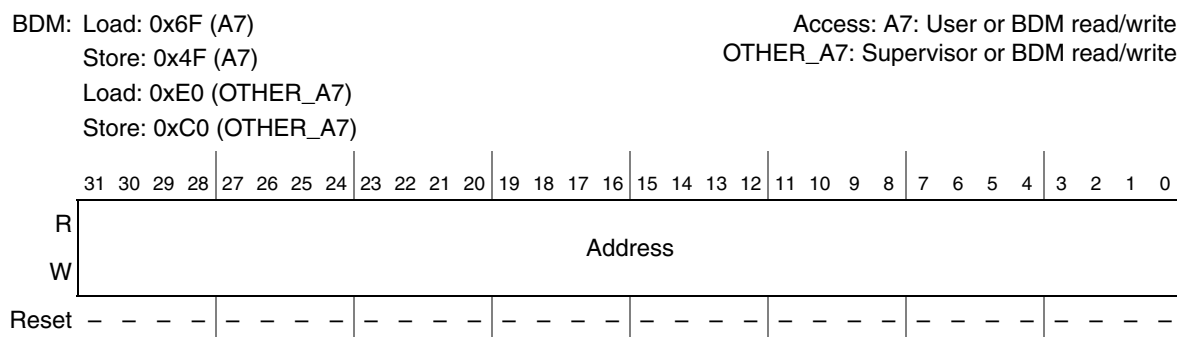 BDM: Load: 0x6F (A7) Access: A7: User or BDM read/write
Store: 0x4F (A7) OTHER_A7: Supervisor or BDM read/write
Load: 0xE0 (OTHER_A7)
Store: 0xC0 (OTHER_A7)
31 30 29 28 27 26 25 24 23 22 21 20 19 18 17 16 15 14 13 12 11 10 9 8 7 6 5 4 3 2 1 0
R
Address
W
Reset – – – – – – – – – – – – – – – – – – – – – – – – – – – – – – – –